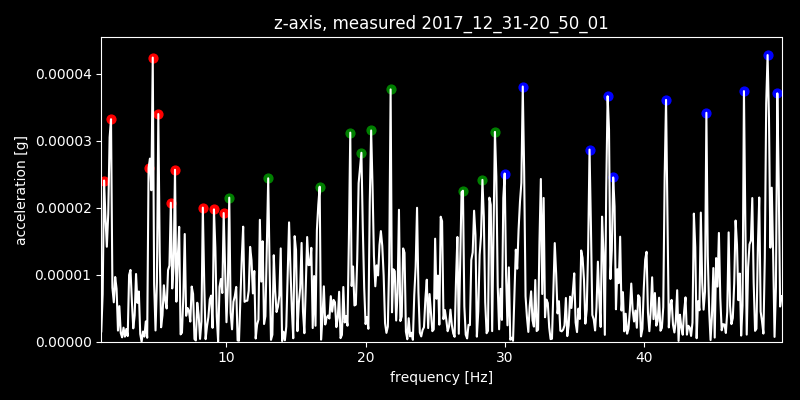 z-axis, measured 2017_12_31-20_50_01
0.00004
0.00003
0.00002
0.00001
0.00000
acceleration [g]
10 20 30 40
frequency [Hz]